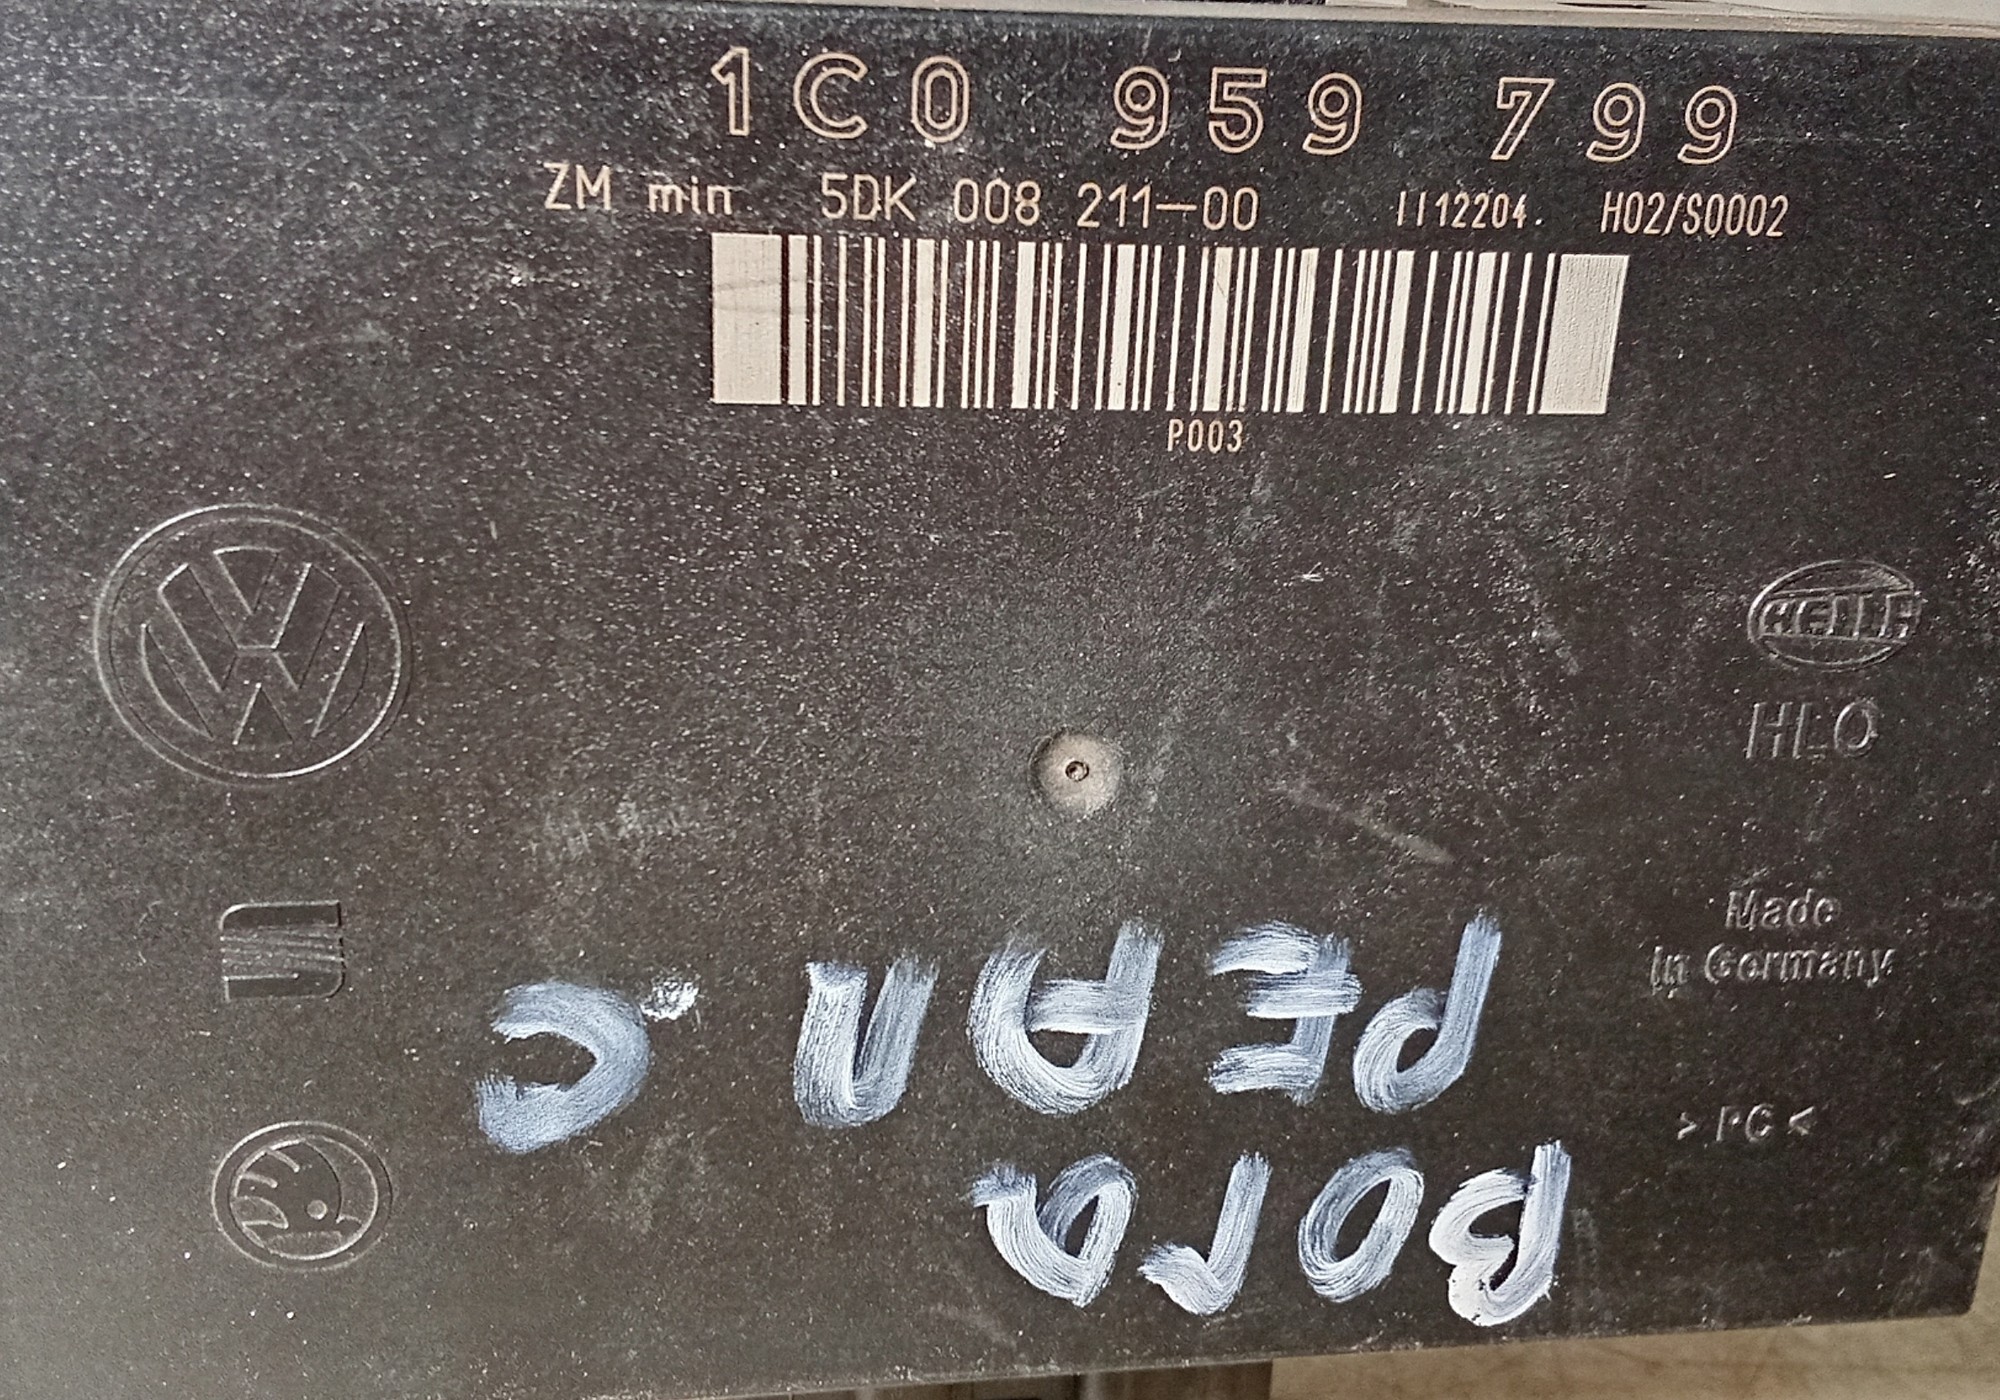 1C0 959 799
ZM min 5DK 008 211-00 1112204. H02/S0002
P003
HELLA
HLO
Made
in Germany
>PC<
Bora